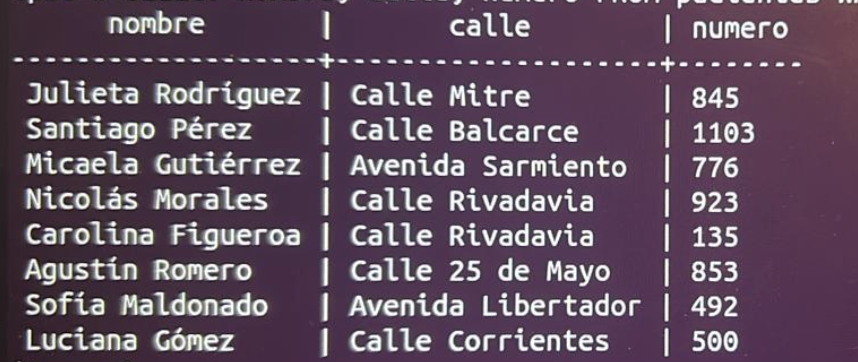 nombre | calle | numero
-------------------+--------------------+--------
Julieta Rodríguez | Calle Mitre | 845
Santiago Pérez | Calle Balcarce | 1103
Micaela Gutiérrez | Avenida Sarmiento | 776
Nicolás Morales | Calle Rivadavia | 923
Carolina Figueroa | Calle Rivadavia | 135
Agustín Romero | Calle 25 de Mayo | 853
Sofía Maldonado | Avenida Libertador | 492
Luciana Gómez | Calle Corrientes | 500